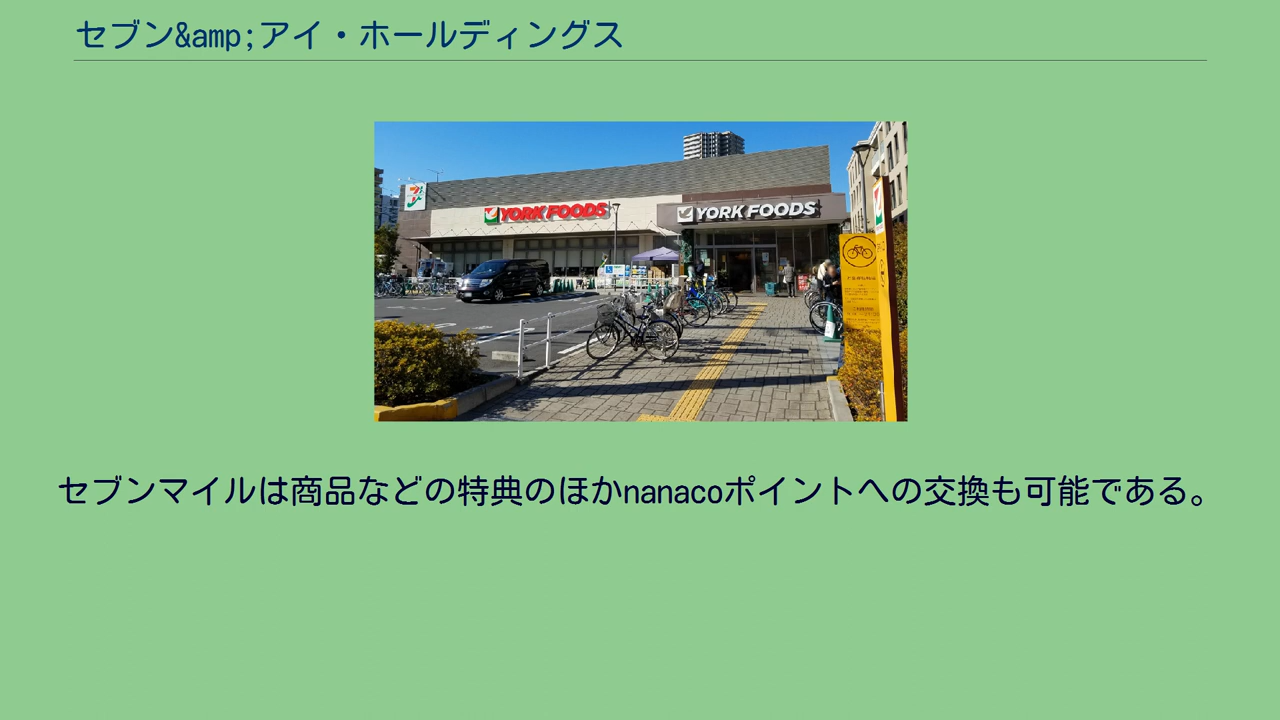 セブン&amp;アイ・ホールディングス
YORK FOODS
YORK FOODS
セブンマイルは商品などの特典のほかnanacoポイントへの交換も可能である。